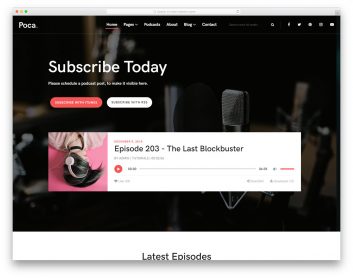 Poca.
Home Pages Podcasts About Blog Contact
Subscribe Today
Please schedule a podcast post, to make it visible here.
SUBSCRIBE WITH ITUNES
SUBSCRIBE WITH RSS
Episode 203 - The Last Blockbuster
Latest Episodes